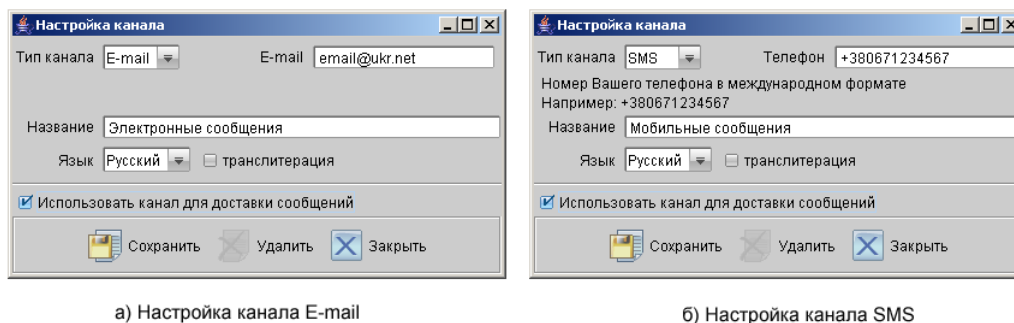 Настройка канала
Тип канала E-mail E-mail email@ukr.net
Название Электронные сообщения
Язык Русский транслитерация
Использовать канал для доставки сообщений
Сохранить Удалить Закрыть
а) Настройка канала E-mail
Настройка канала
Тип канала SMS Телефон +380671234567
Номер Вашего телефона в международном формате
Например: +380671234567
Название Мобильные сообщения
Язык Русский транслитерация
Использовать канал для доставки сообщений
Сохранить Удалить Закрыть
б) Настройка канала SMS